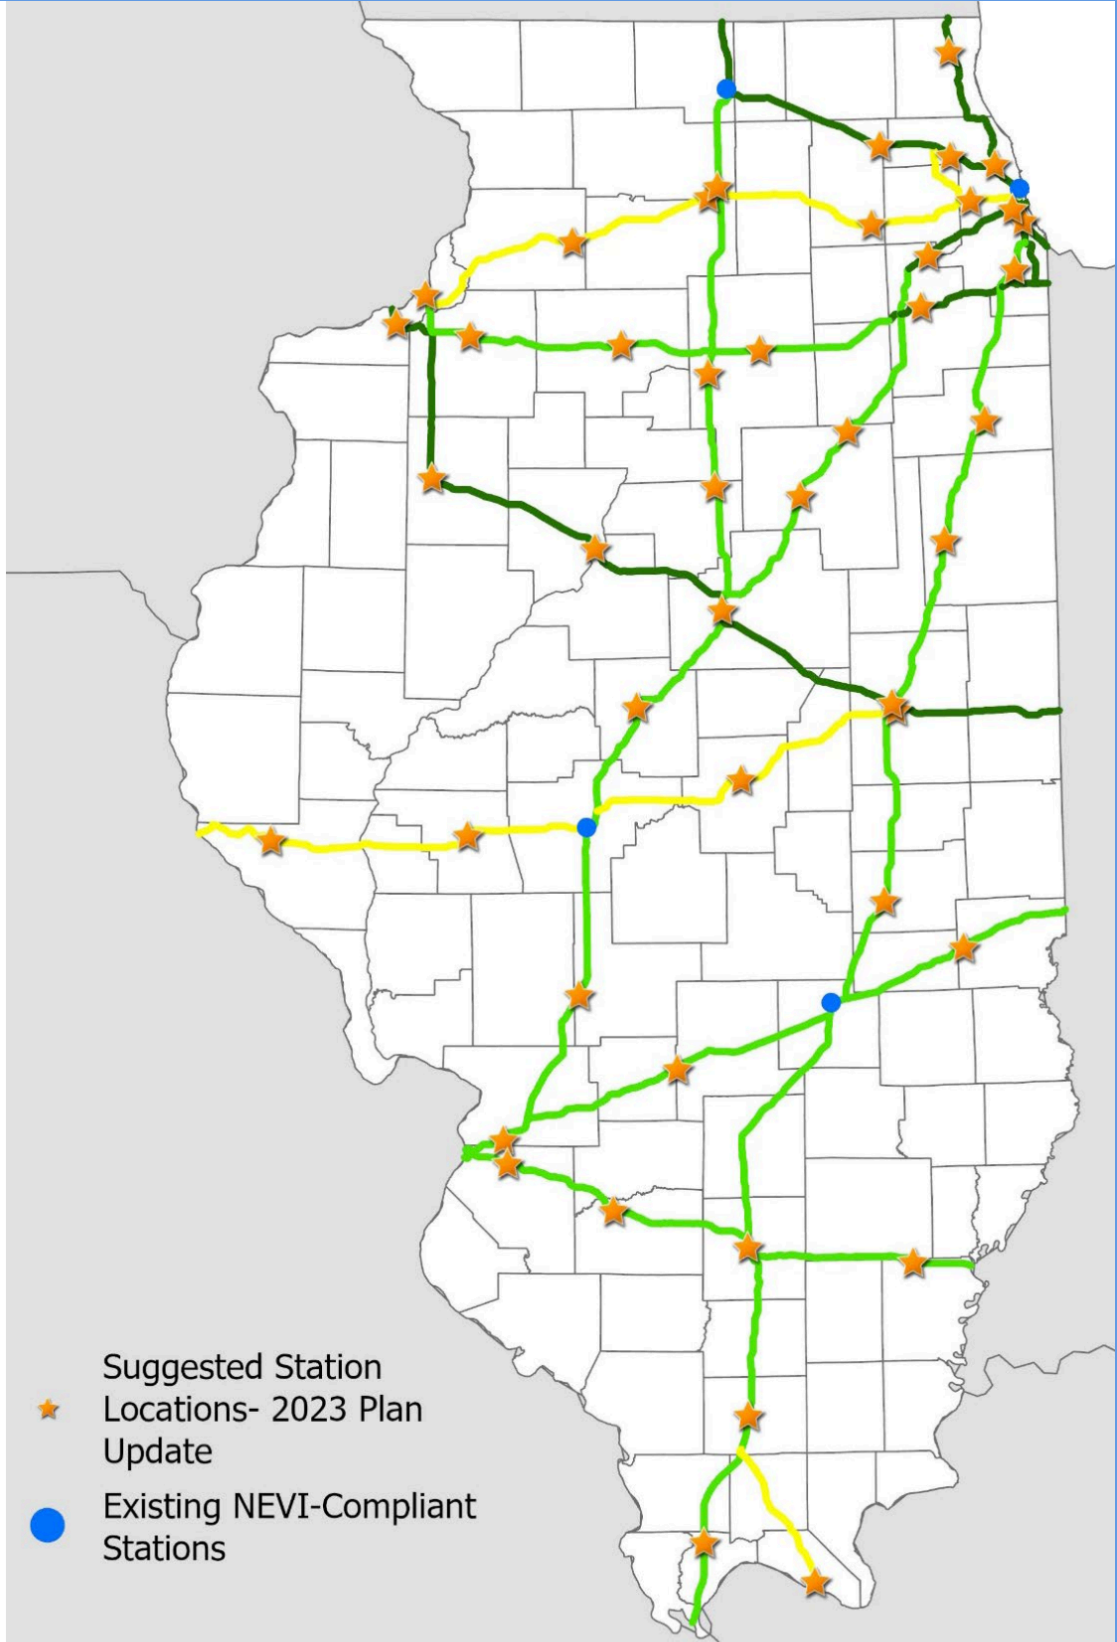 Suggested Station
Locations- 2023 Plan
Update
Existing NEVI-Compliant
Stations